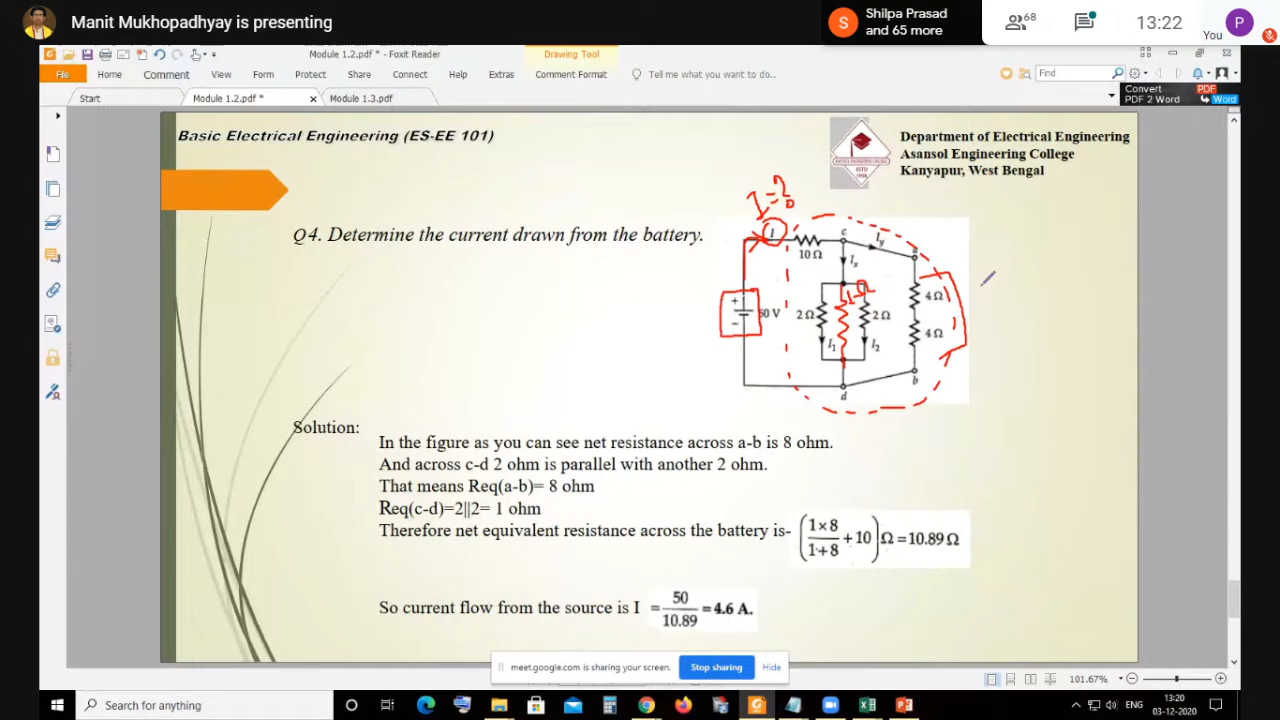 Manit Mukhopadhyay is presenting
S
Shilpa Prasad
and 65 more
68
13:22
You
P
Module 1.2.pdf * - Foxit Reader
Drawing Tool
File
Home
Comment
View
Form
Protect
Share
Connect
Help
Extras
Comment Format
Tell me what you want to do..
Find
Start
Module 1.2.pdf *
Module 1.3.pdf
Convert
PDF 2 Word
PDF
Word
Basic Electrical Engineering (ES-EE 101)
Department of Electrical Engineering
Asansol Engineering College
Kanyapur, West Bengal
I=?
Q4. Determine the current drawn from the battery.
I
10 Ω
c
Iy
a
Ix
1Ω
4 Ω
+
50 V
−
2 Ω
2 Ω
4 Ω
I1
I2
b
d
Solution:
In the figure as you can see net resistance across a-b is 8 ohm.
And across c-d 2 ohm is parallel with another 2 ohm.
That means Req(a-b)= 8 ohm
Req(c-d)=2||2= 1 ohm
Therefore net equivalent resistance across the battery is- (1×8/1+8 +10) Ω =10.89 Ω
So current flow from the source is I = 50/10.89 = 4.6 A.
meet.google.com is sharing your screen.
Stop sharing
Hide
101.67%
Type here to search
13:20
03-12-2020